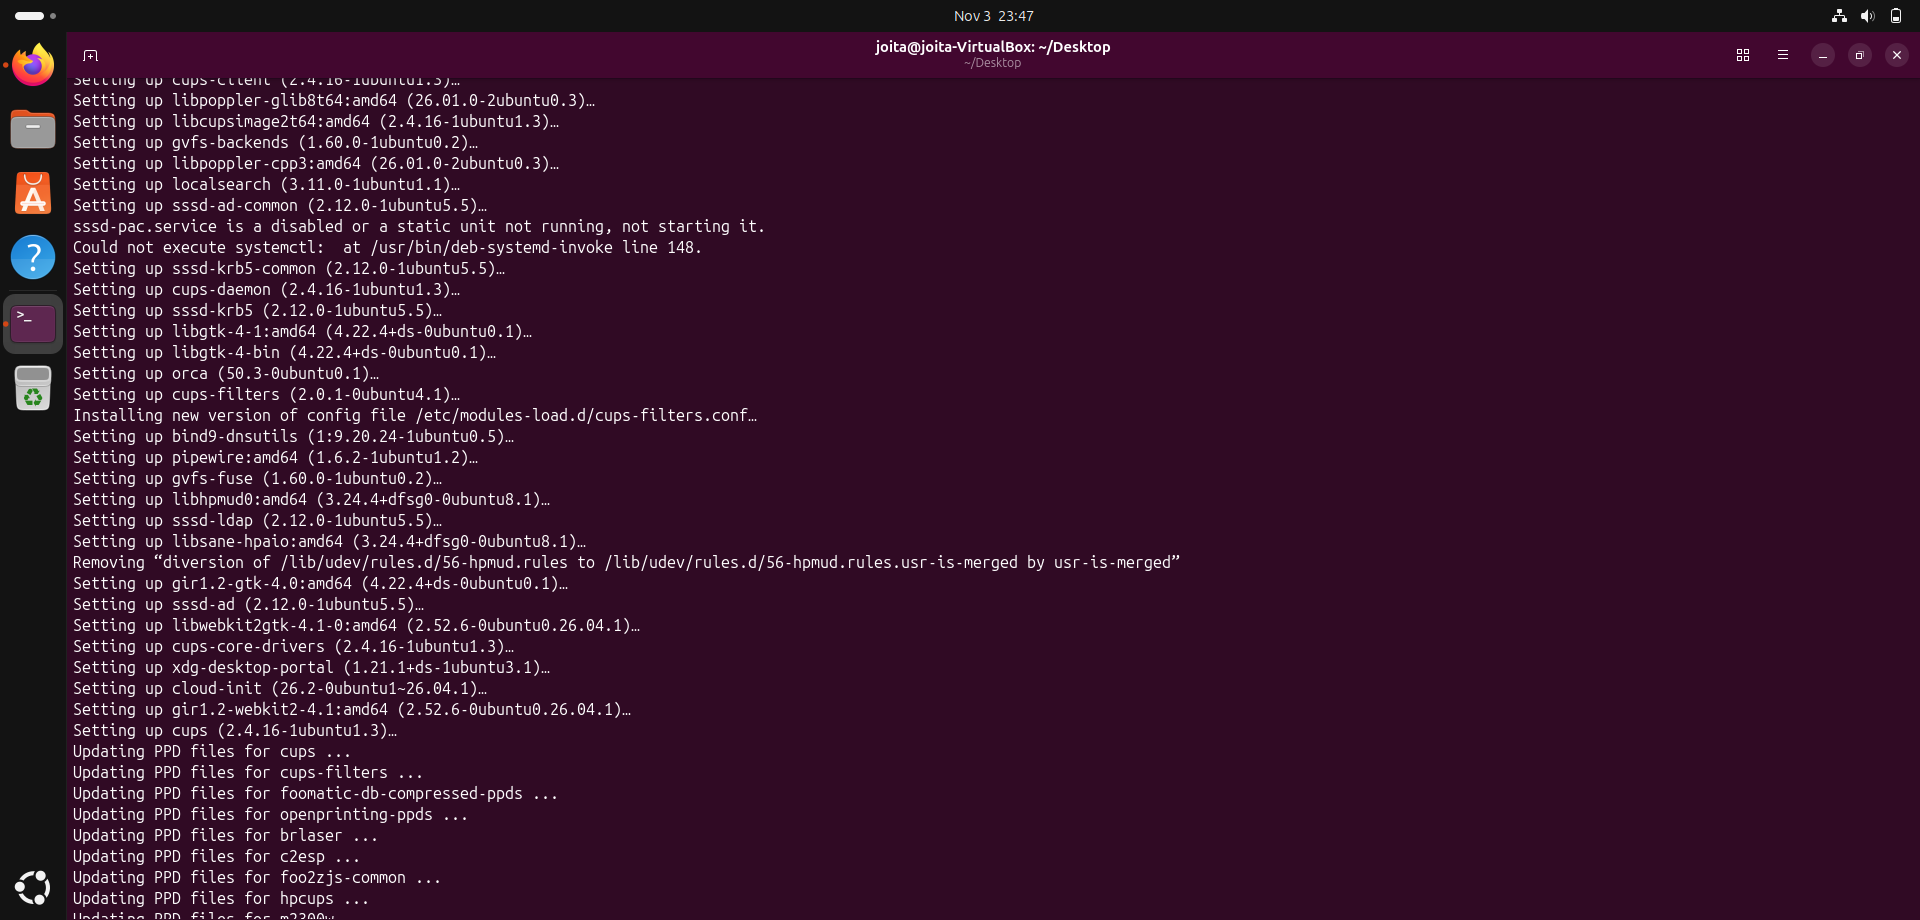 Nov 3 23:47
joita@joita-VirtualBox: ~/Desktop
~/Desktop
Setting up cups-client (2.4.16-1ubuntu1.3)…
Setting up libpoppler-glib8t64:amd64 (26.01.0-2ubuntu0.3)…
Setting up libcupsimage2t64:amd64 (2.4.16-1ubuntu1.3)…
Setting up gvfs-backends (1.60.0-1ubuntu0.2)…
Setting up libpoppler-cpp3:amd64 (26.01.0-2ubuntu0.3)…
Setting up localsearch (3.11.0-1ubuntu1.1)…
Setting up sssd-ad-common (2.12.0-1ubuntu5.5)…
sssd-pac.service is a disabled or a static unit not running, not starting it.
Could not execute systemctl:  at /usr/bin/deb-systemd-invoke line 148.
Setting up sssd-krb5-common (2.12.0-1ubuntu5.5)…
Setting up cups-daemon (2.4.16-1ubuntu1.3)…
Setting up sssd-krb5 (2.12.0-1ubuntu5.5)…
Setting up libgtk-4-1:amd64 (4.22.4+ds-0ubuntu0.1)…
Setting up libgtk-4-bin (4.22.4+ds-0ubuntu0.1)…
Setting up orca (50.3-0ubuntu0.1)…
Setting up cups-filters (2.0.1-0ubuntu4.1)…
Installing new version of config file /etc/modules-load.d/cups-filters.conf…
Setting up bind9-dnsutils (1:9.20.24-1ubuntu0.5)…
Setting up pipewire:amd64 (1.6.2-1ubuntu1.2)…
Setting up gvfs-fuse (1.60.0-1ubuntu0.2)…
Setting up libhpmud0:amd64 (3.24.4+dfsg0-0ubuntu8.1)…
Setting up sssd-ldap (2.12.0-1ubuntu5.5)…
Setting up libsane-hpaio:amd64 (3.24.4+dfsg0-0ubuntu8.1)…
Removing “diversion of /lib/udev/rules.d/56-hpmud.rules to /lib/udev/rules.d/56-hpmud.rules.usr-is-merged by usr-is-merged”
Setting up gir1.2-gtk-4.0:amd64 (4.22.4+ds-0ubuntu0.1)…
Setting up sssd-ad (2.12.0-1ubuntu5.5)…
Setting up libwebkit2gtk-4.1-0:amd64 (2.52.6-0ubuntu0.26.04.1)…
Setting up cups-core-drivers (2.4.16-1ubuntu1.3)…
Setting up xdg-desktop-portal (1.21.1+ds-1ubuntu3.1)…
Setting up cloud-init (26.2-0ubuntu1~26.04.1)…
Setting up gir1.2-webkit2-4.1:amd64 (2.52.6-0ubuntu0.26.04.1)…
Setting up cups (2.4.16-1ubuntu1.3)…
Updating PPD files for cups ...
Updating PPD files for cups-filters ...
Updating PPD files for foomatic-db-compressed-ppds ...
Updating PPD files for openprinting-ppds ...
Updating PPD files for brlaser ...
Updating PPD files for c2esp ...
Updating PPD files for foo2zjs-common ...
Updating PPD files for hpcups ...
Updating PPD files for m2300w